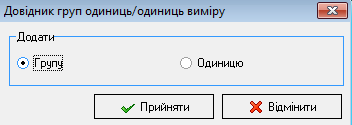 Довідник груп одиниць/одиниць виміру
Додати
Групу
Одиницю
Прийняти
Відмінити